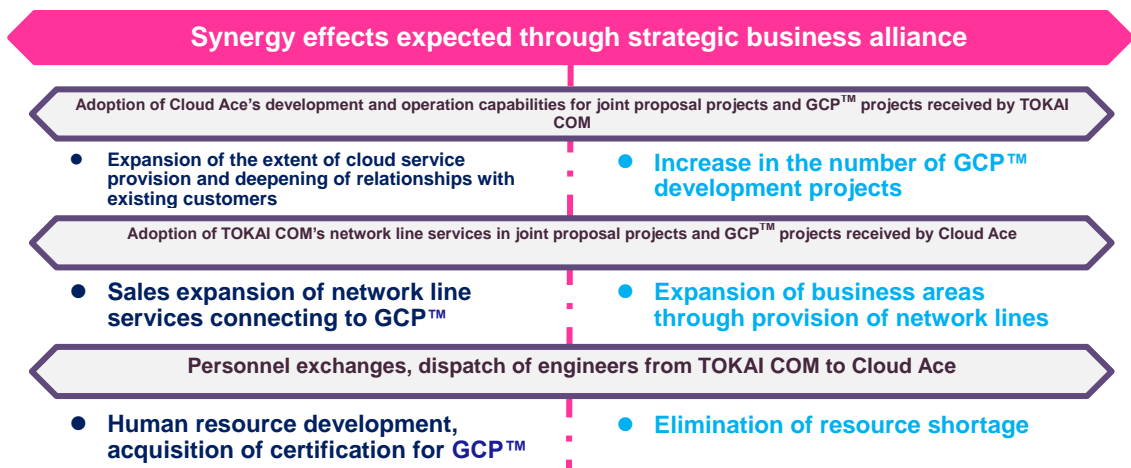 Synergy effects expected through strategic business alliance
Adoption of Cloud Ace's development and operation capabilities for joint proposal projects and GCP™ projects received by TOKAI
COM
● Expansion of the extent of cloud service
provision and deepening of relationships with
existing customers
● Increase in the number of GCP™
development projects
Adoption of TOKAI COM's network line services in joint proposal projects and GCP™ projects received by Cloud Ace
● Sales expansion of network line
services connecting to GCP™
● Expansion of business areas
through provision of network lines
Personnel exchanges, dispatch of engineers from TOKAI COM to Cloud Ace
● Human resource development,
acquisition of certification for GCP™
● Elimination of resource shortage